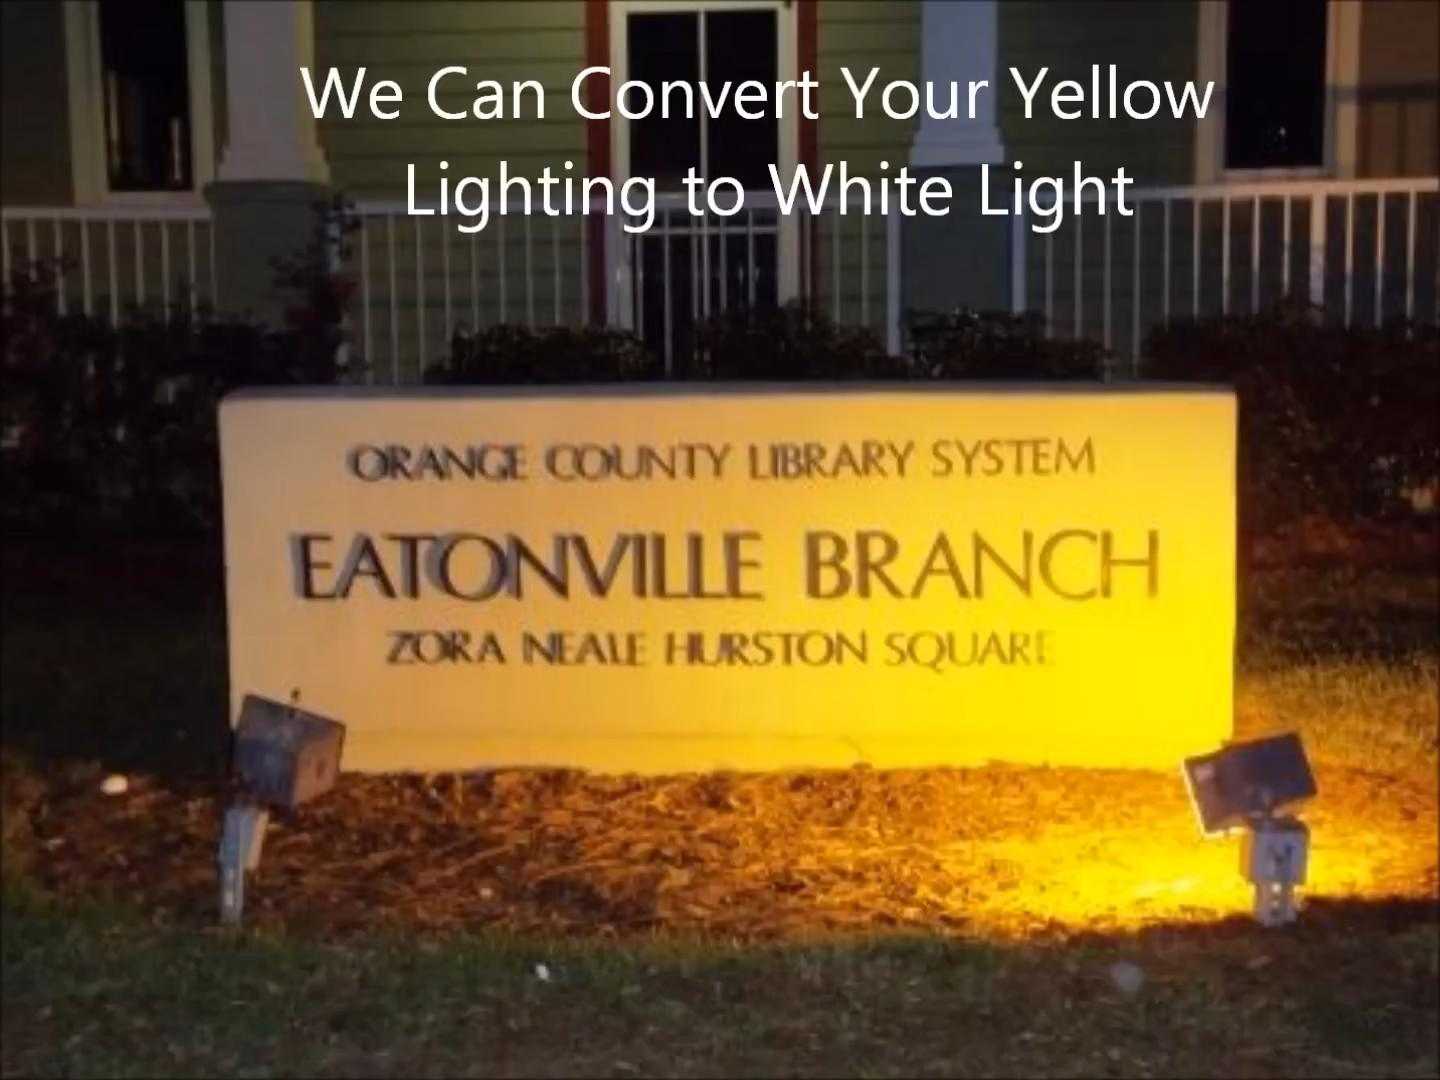 We Can Convert Your Yellow
Lighting to White Light
ORANGE COUNTY LIBRARY SYSTEM
EATONVILLE BRANCH
ZORA NEALE HURSTON SQUARE